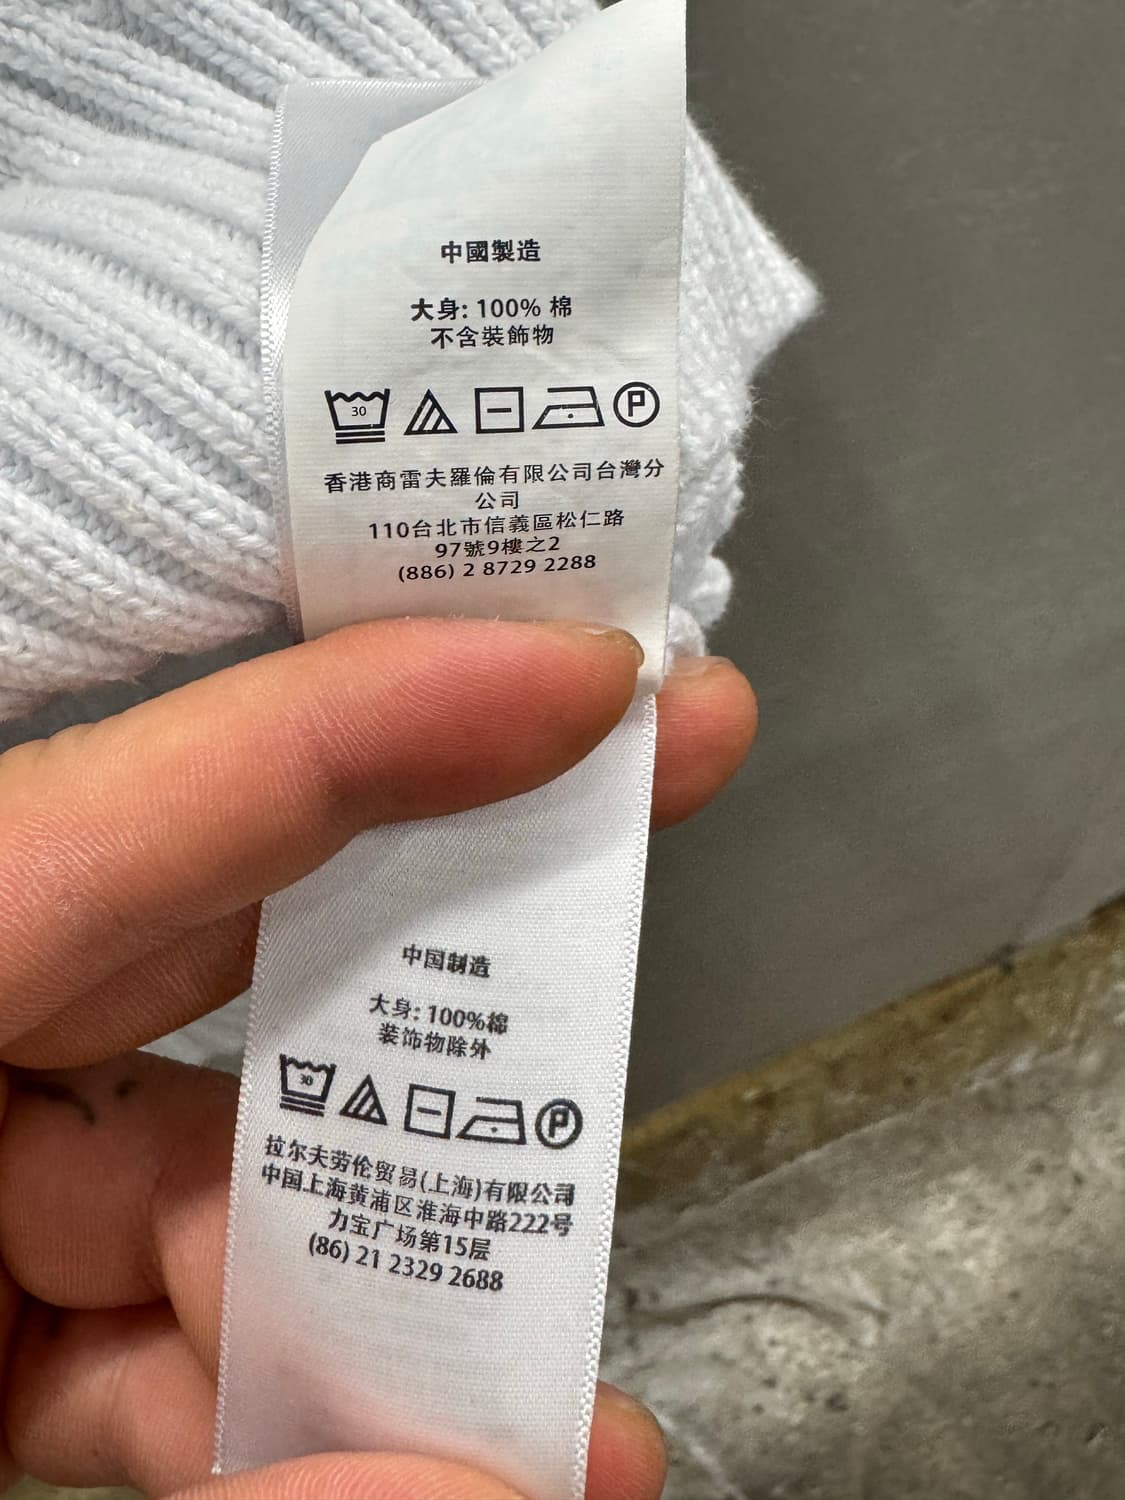 中國製造
大身: 100% 棉
不含裝飾物
30
P
香港商雷夫羅倫有限公司台灣分
公司
110台北市信義區松仁路
97號9樓之2
(886) 2 8729 2288
中国制造
大身: 100%棉
装饰物除外
30
P
拉尔夫劳伦贸易(上海)有限公司
中国上海黄浦区淮海中路222号
力宝广场第15层
(86) 21 2329 2688